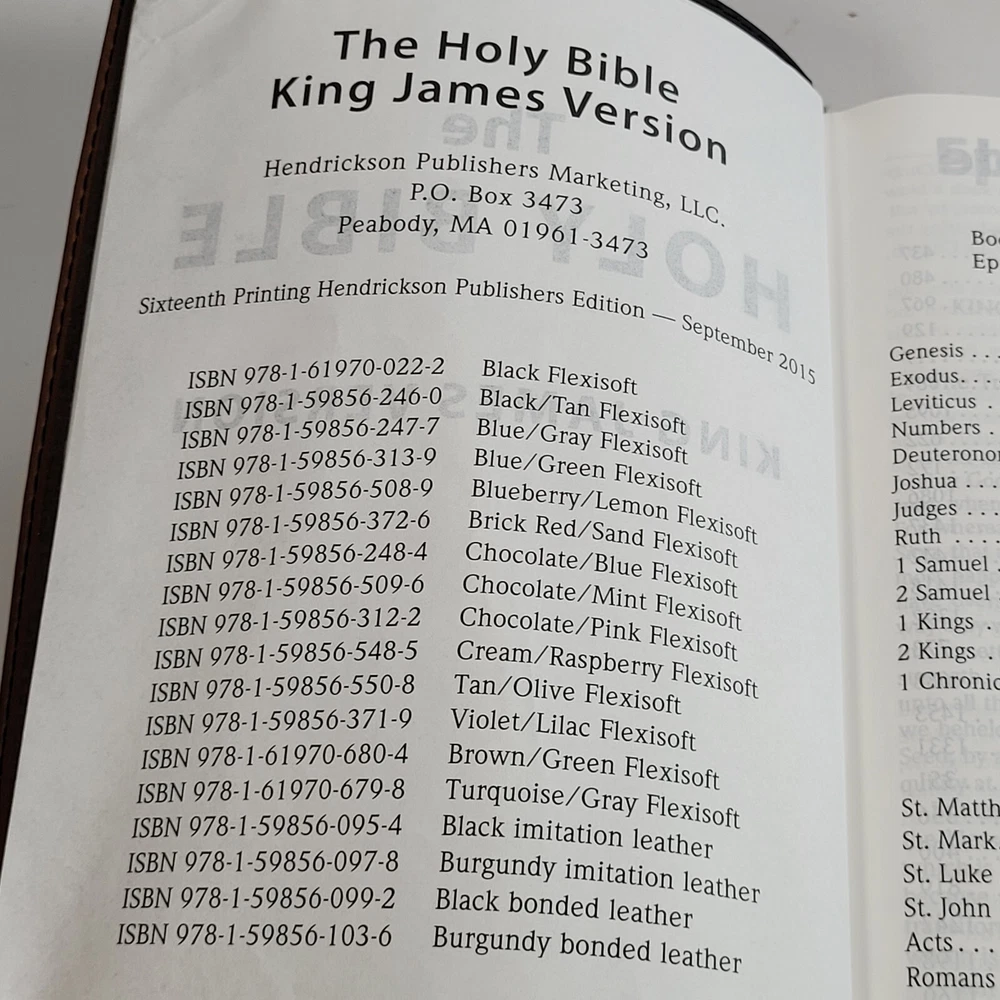 The Holy Bible
King James Version
Hendrickson Publishers Marketing, LLC.
P.O. Box 3473
Peabody, MA 01961-3473
Sixteenth Printing Hendrickson Publishers Edition — September 2015
ISBN 978-1-61970-022-2 Black Flexisoft
ISBN 978-1-59856-246-0 Black/Tan Flexisoft
ISBN 978-1-59856-247-7 Blue/Gray Flexisoft
ISBN 978-1-59856-313-9 Blue/Green Flexisoft
ISBN 978-1-59856-508-9 Blueberry/Lemon Flexisoft
ISBN 978-1-59856-372-6 Brick Red/Sand Flexisoft
ISBN 978-1-59856-248-4 Chocolate/Blue Flexisoft
ISBN 978-1-59856-509-6 Chocolate/Mint Flexisoft
ISBN 978-1-59856-312-2 Chocolate/Pink Flexisoft
ISBN 978-1-59856-548-5 Cream/Raspberry Flexisoft
ISBN 978-1-59856-550-8 Tan/Olive Flexisoft
ISBN 978-1-59856-371-9 Violet/Lilac Flexisoft
ISBN 978-1-61970-680-4 Brown/Green Flexisoft
ISBN 978-1-61970-679-8 Turquoise/Gray Flexisoft
ISBN 978-1-59856-095-4 Black imitation leather
ISBN 978-1-59856-097-8 Burgundy imitation leather
ISBN 978-1-59856-099-2 Black bonded leather
ISBN 978-1-59856-103-6 Burgundy bonded leather
Genesis . . .
Exodus. . .
Leviticus .
Numbers .
Deuteronor
Joshua . . .
Judges . . .
Ruth . . . .
1 Samuel .
2 Samuel .
1 Kings .
2 Kings .
1 Chronic
St. Matth
St. Mark.
St. Luke
St. John
Acts. . .
Romans